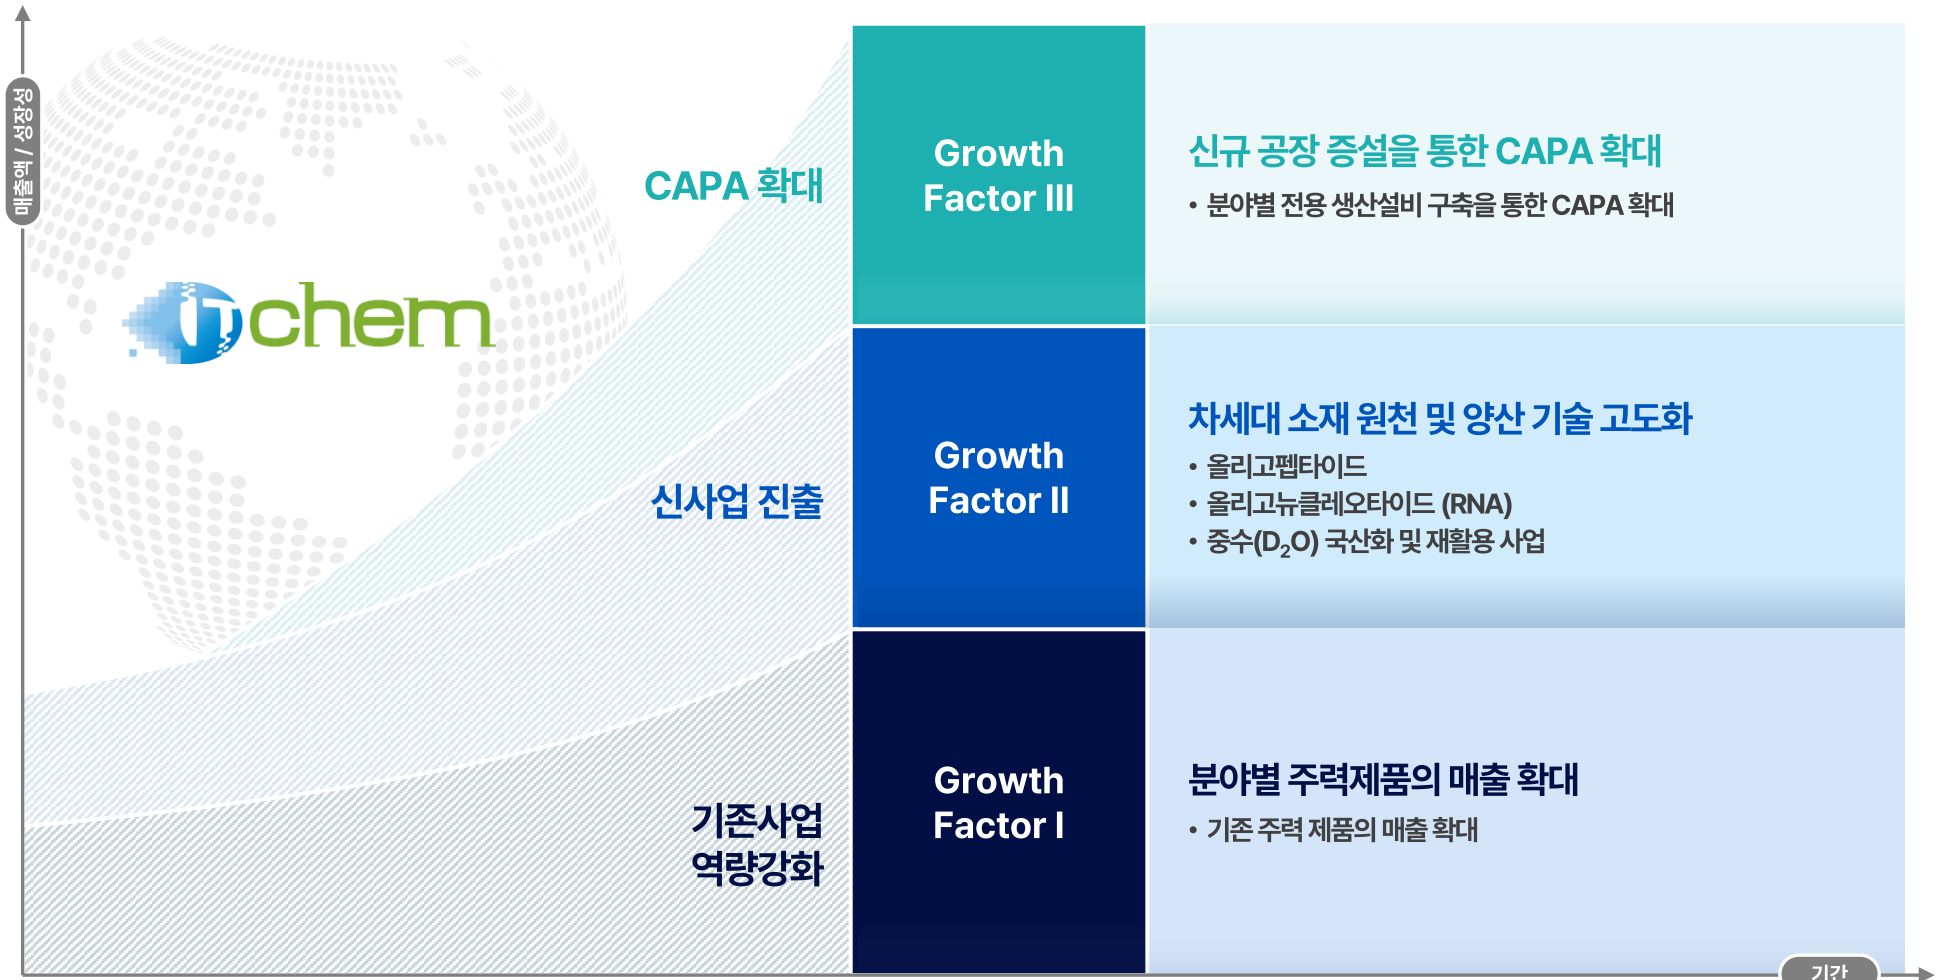 매출액 / 성장성
ITchem
CAPA 확대
Growth
Factor III
신규 공장 증설을 통한 CAPA 확대
• 분야별 전용 생산설비 구축을 통한 CAPA 확대
신사업 진출
Growth
Factor II
차세대 소재 원천 및 양산 기술 고도화
• 올리고펩타이드
• 올리고뉴클레오타이드 (RNA)
• 중수(D₂O) 국산화 및 재활용 사업
기존사업
역량강화
Growth
Factor I
분야별 주력제품의 매출 확대
• 기존 주력 제품의 매출 확대
기간